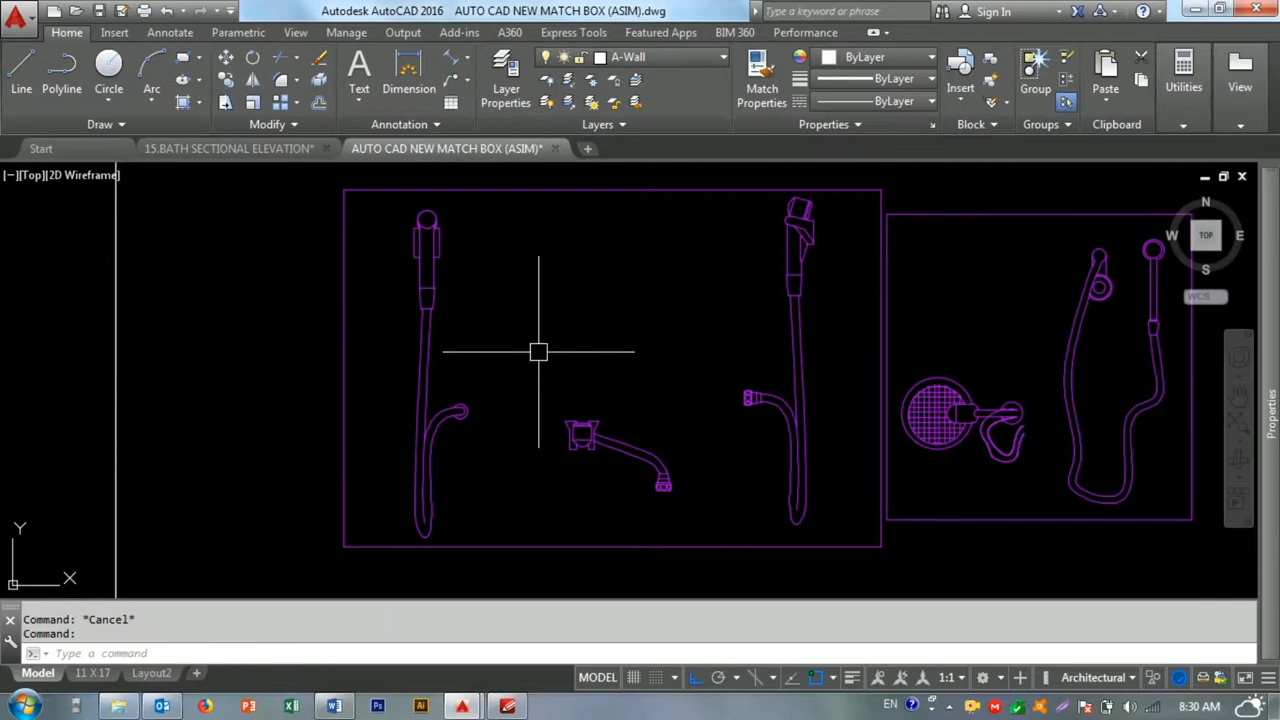 Autodesk AutoCAD 2016 AUTO CAD NEW MATCH BOX (ASIM).dwg
Type a keyword or phrase
Sign In
Home Insert Annotate Parametric View Manage Output Add-ins A360 Express Tools Featured Apps BIM 360 Performance
A-Wall
ByLayer
ByLayer
ByLayer
Line Polyline Circle Arc Text Dimension Layer Properties Match Properties Insert Group Paste Utilities View
Draw Modify Annotation Layers Properties Block Groups Clipboard
Start 15.BATH SECTIONAL ELEVATION* AUTO CAD NEW MATCH BOX (ASIM)*
[−][Top][2D Wireframe]
N
W TOP E
S
WCS
Properties
Y
X
Command: *Cancel*
Command:
Type a command
Model 11 X 17 Layout2
MODEL 1:1 Architectural
EN 8:30 AM